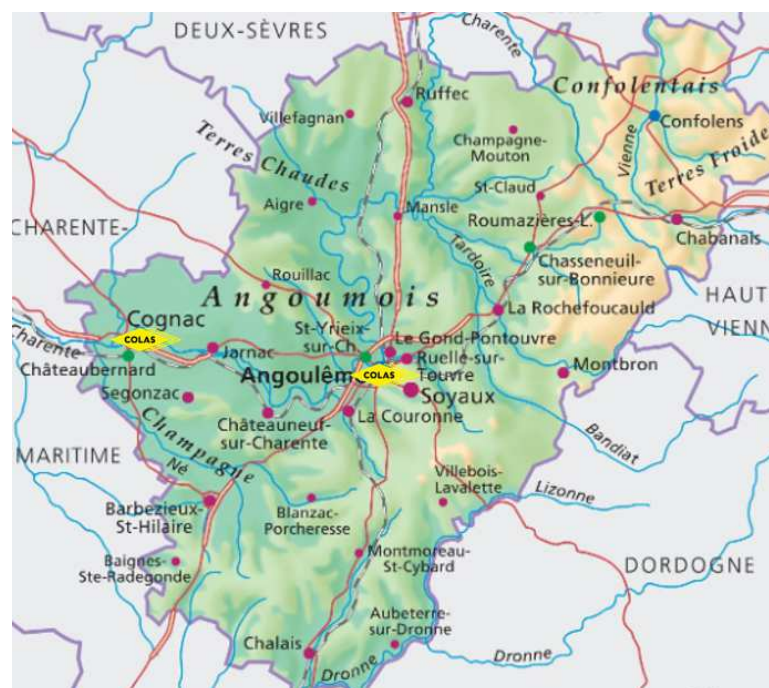 DEUX-SÈVRES
Charente
Confolentais
Ruffec
Villefagnan
Confolens
Champagne-
Mouton
Terres Chaudes
Vienne
Terres Froide
St-Claud
Aigre
Mansle
Roumazières-L.
CHARENTE-
Tardoire
Chabanais
Chasseneuil-
sur-Bonnieure
Rouillac
Angoumois
HAUT
VIENN
La Rochefoucauld
Cognac
St-Yrieix-
sur-Ch.
Charente
COLAS
Jarnac
Le Gond-Pontouvre
Ruelle-sur-
Touvre
Châteaubernard
Montbron
Angoulême
COLAS
Segonzac
Soyaux
Champagne
Châteauneuf-
sur-Charente
La Couronne
Bandiat
MARITIME
Né
Villebois-
Lavalette
Lizonne
Barbezieux-
St-Hilaire
Blanzac-
Porcheresse
Baignes-
Ste-Radegonde
Montmoreau-
St-Cybard
DORDOGNE
Aubeterre-
sur-Dronne
Chalais
Dronne
Dronne